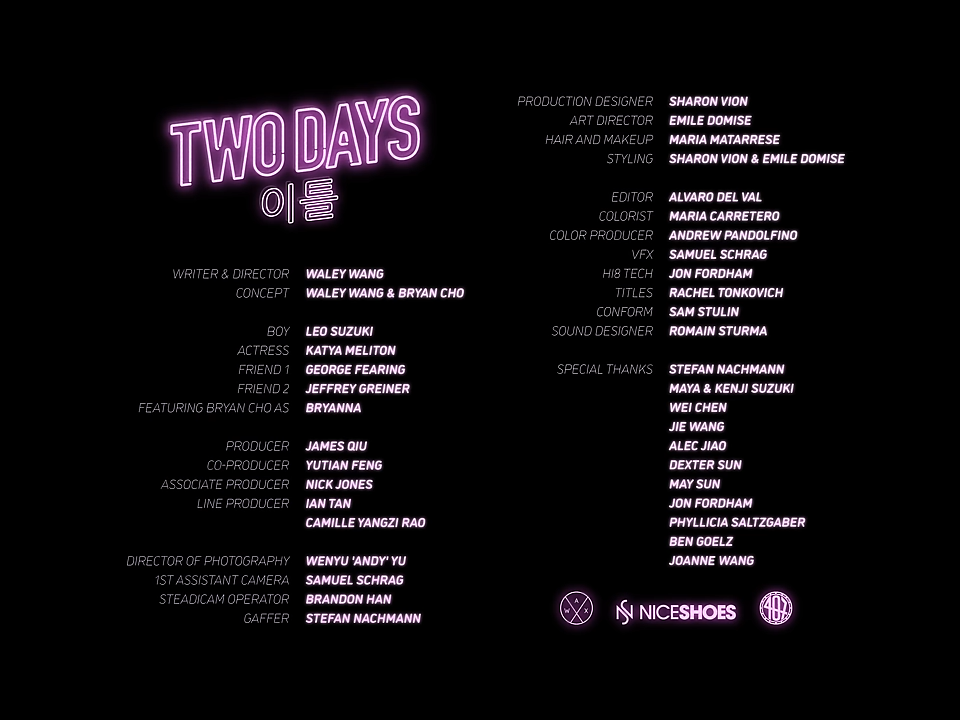 TWO DAYS
이틀
WRITER & DIRECTOR WALEY WANG
CONCEPT WALEY WANG & BRYAN CHO
BOY LEO SUZUKI
ACTRESS KATYA MELITON
FRIEND 1 GEORGE FEARING
FRIEND 2 JEFFREY GREINER
FEATURING BRYAN CHO AS BRYANNA
PRODUCER JAMES QIU
CO-PRODUCER YUTIAN FENG
ASSOCIATE PRODUCER NICK JONES
LINE PRODUCER IAN TAN
CAMILLE YANGZI RAO
DIRECTOR OF PHOTOGRAPHY WENYU 'ANDY' YU
1ST ASSISTANT CAMERA SAMUEL SCHRAG
STEADICAM OPERATOR BRANDON HAN
GAFFER STEFAN NACHMANN
PRODUCTION DESIGNER SHARON VION
ART DIRECTOR EMILE DOMISE
HAIR AND MAKEUP MARIA MATARRESE
STYLING SHARON VION & EMILE DOMISE
EDITOR ALVARO DEL VAL
COLORIST MARIA CARRETERO
COLOR PRODUCER ANDREW PANDOLFINO
VFX SAMUEL SCHRAG
HI8 TECH JON FORDHAM
TITLES RACHEL TONKOVICH
CONFORM SAM STULIN
SOUND DESIGNER ROMAIN STURMA
SPECIAL THANKS STEFAN NACHMANN
MAYA & KENJI SUZUKI
WEI CHEN
JIE WANG
ALEC JIAO
DEXTER SUN
MAY SUN
JON FORDHAM
PHYLLICIA SALTZGABER
BEN GOELZ
JOANNE WANG
WAX NS NICESHOES